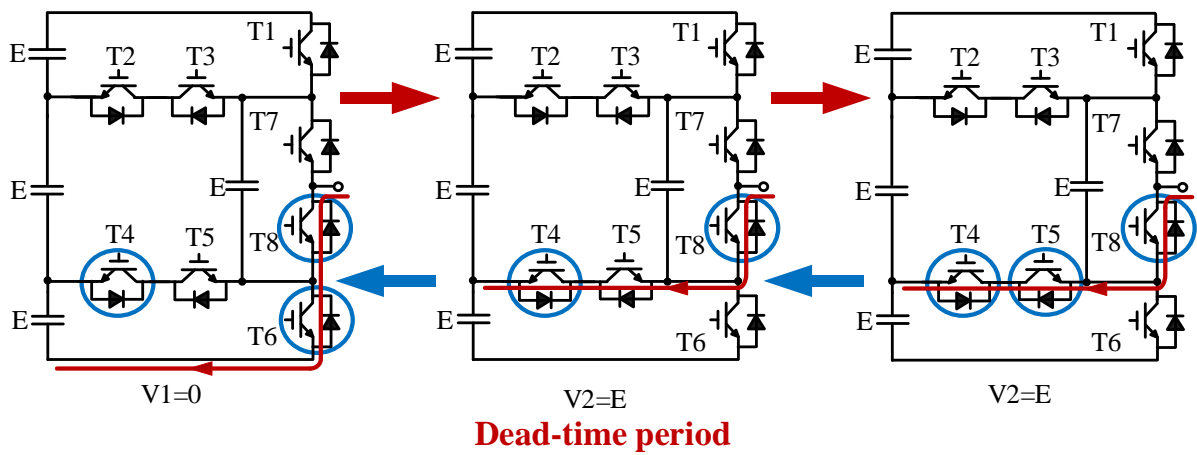 T1
E
T2
T3
T7
E
E
T4
T5
T8
E
T6
V1=0
T1
E
T2
T3
T7
E
E
T4
T5
T8
E
T6
V2=E
T1
E
T2
T3
T7
E
E
T4
T5
T8
E
T6
V2=E
Dead-time period